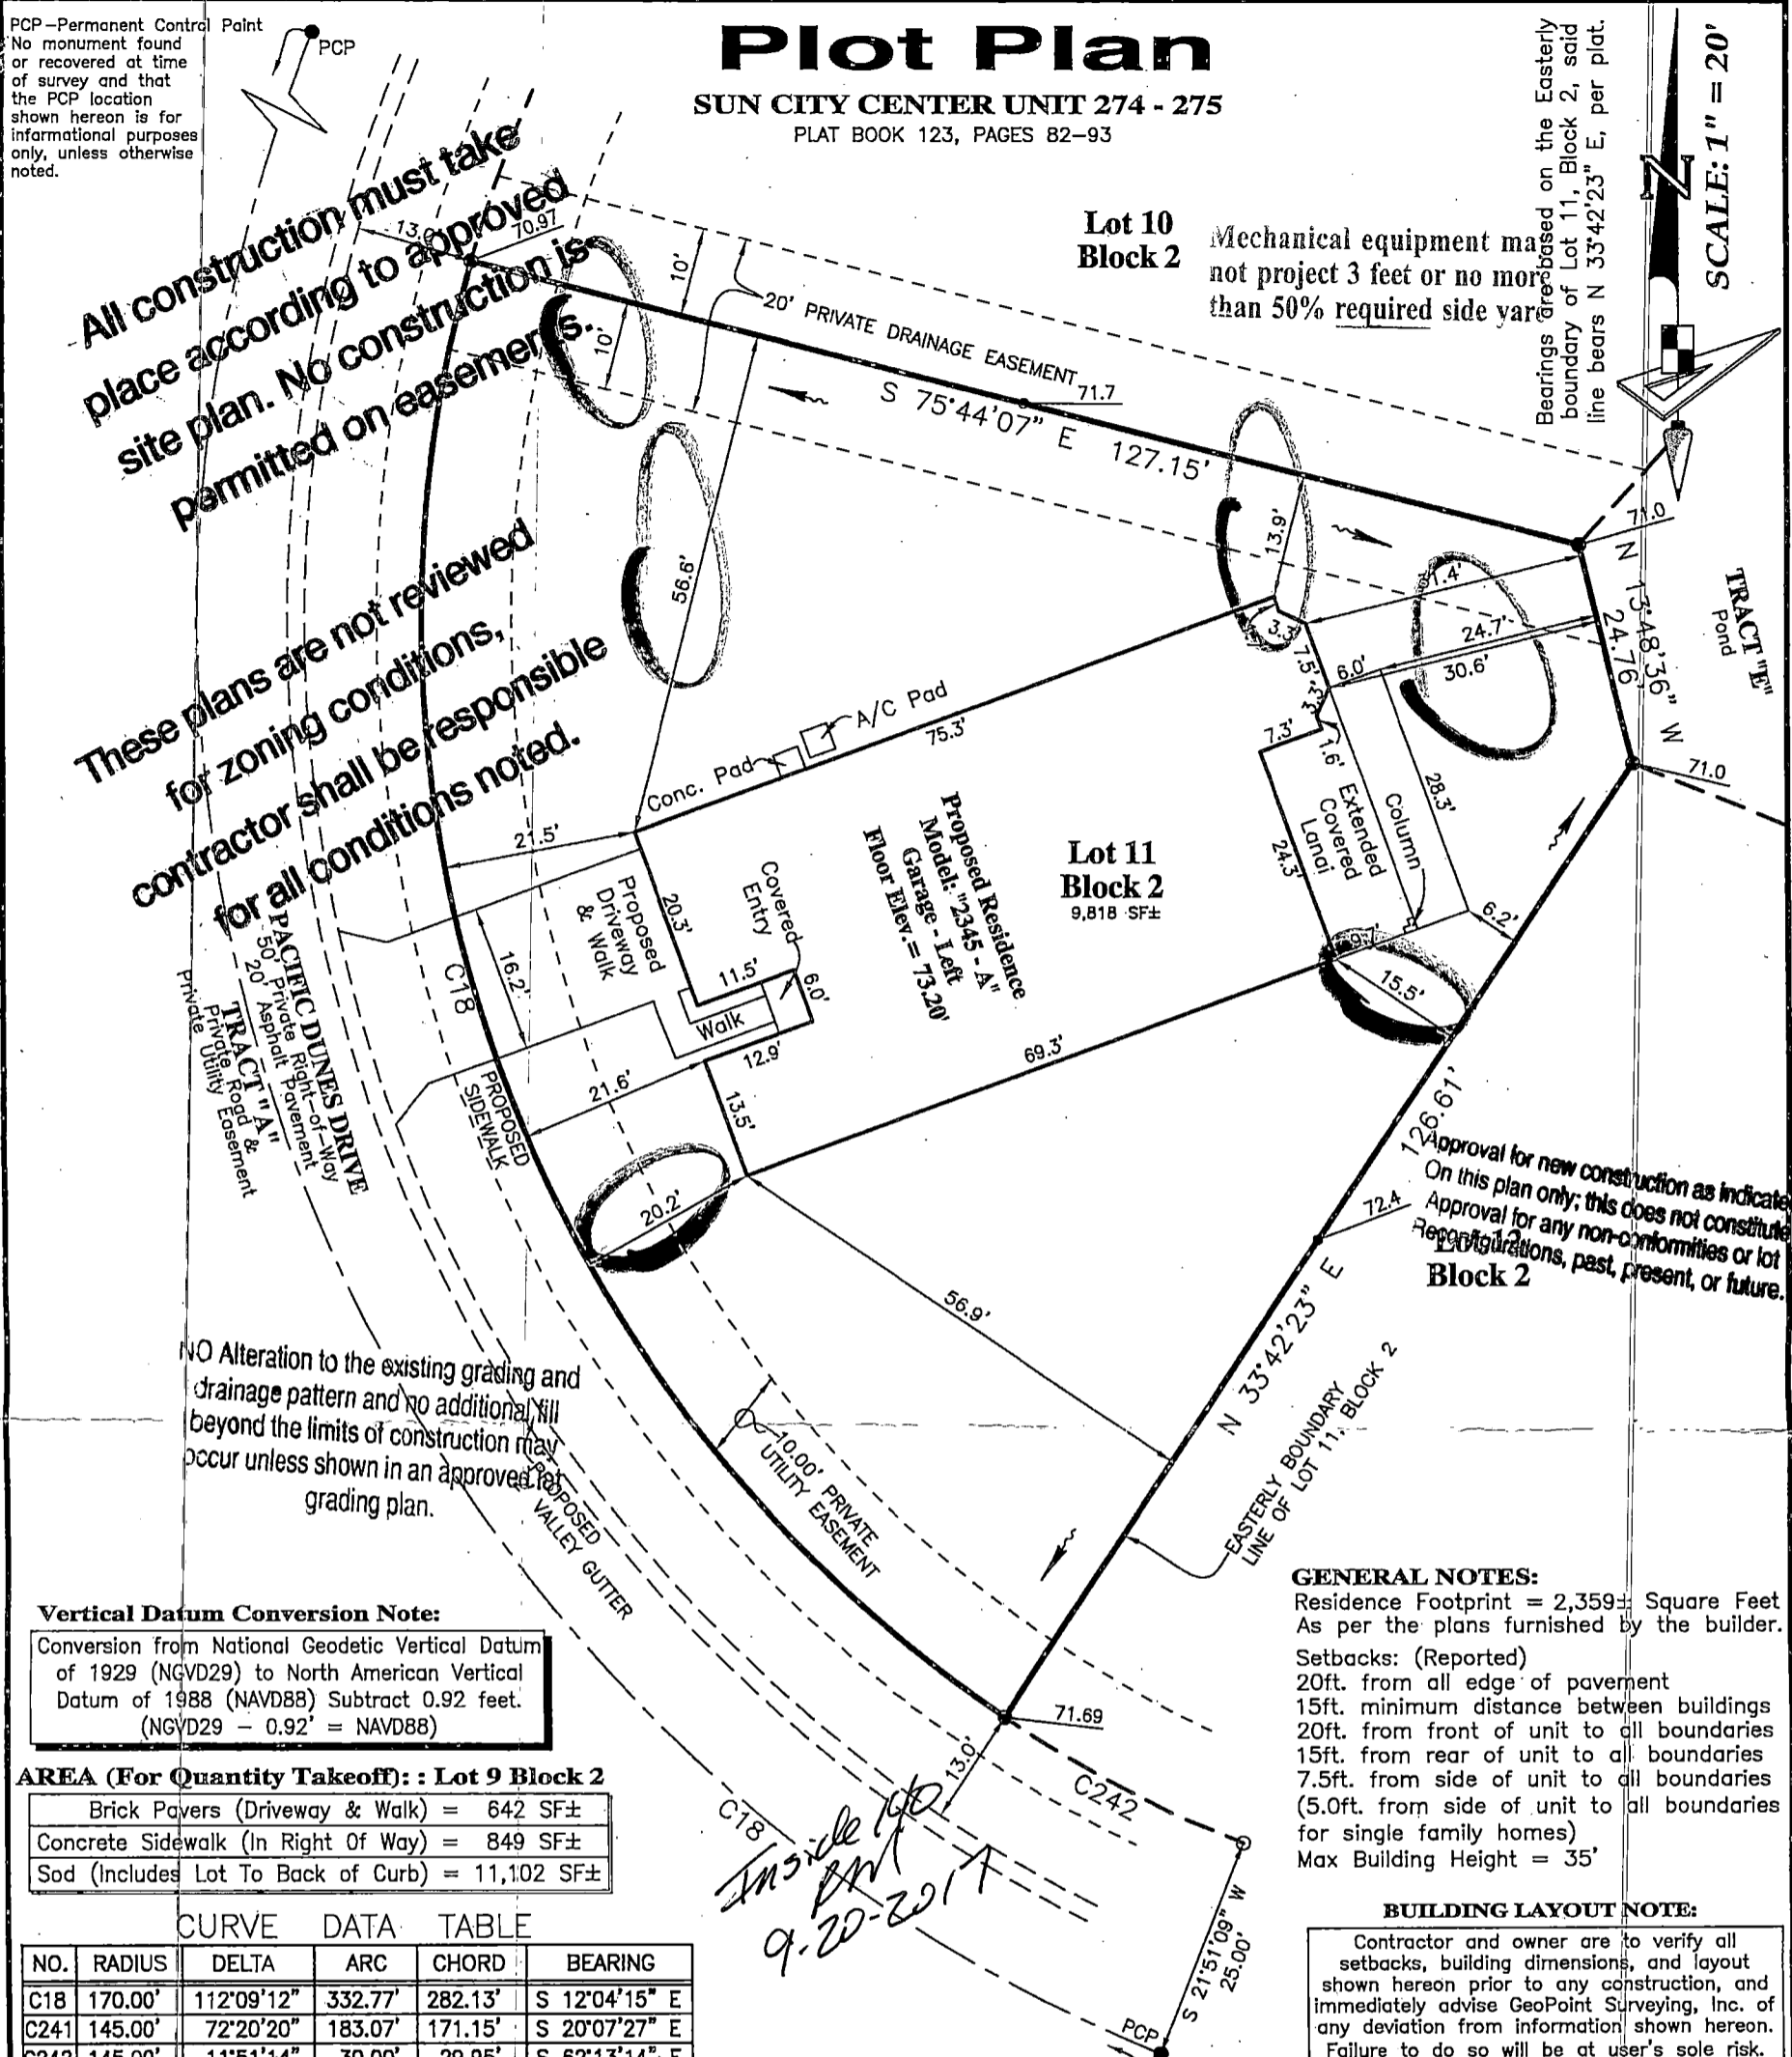 PCP-Permanent Control Point
No monument found
or recovered at time
of survey and that
the PCP location
shown hereon is for
informational purposes
only, unless otherwise
noted.
PCP
Plot Plan
SUN CITY CENTER UNIT 274 - 275
PLAT BOOK 123, PAGES 82-93
Bearings are based on the Easterly
boundary of Lot 11, Block 2, said
line bears N 33°42'23" E, per plat.
N
SCALE: 1" = 20'
All construction must take
place according to approved
site plan. No construction is
permitted on easements.
These plans are not reviewed
for zoning conditions,
contractor shall be responsible
for all conditions noted.
Lot 10
Block 2
Mechanical equipment ma
not project 3 feet or no more
than 50% required side yard
70.97
10'
10'
20' PRIVATE DRAINAGE EASEMENT
71.7
S 75°44'07" E 127.15'
71.0
N 13°48'36" W
24.76
TRACT "E"
Pond
71.0
56.6'
13.9'
3.3'
7.5'
6.0'
24.7'
30.6'
3.3'
7.3'
1.6'
28.3'
24.3'
Extended
Covered
Lanai
Column
6.2'
15.5'
A/C Pad
Conc. Pad
75.3'
21.5'
20.3'
Proposed
Driveway
& Walk
Covered
Entry
11.5'
6.0'
Walk
12.9'
16.2'
C18
21.6'
13.5'
69.3'
20.2'
56.9'
Proposed Residence
Model: "2345 - A"
Garage - Left
Floor Elev.= 73.20'
Lot 11
Block 2
9,818 SF±
PACIFIC DUNES DRIVE
50' Private Right-of-Way
20' Asphalt Pavement
TRACT "A"
Private Road &
Private Utility Easement
PROPOSED
SIDEWALK
126.61'
N 33°42'23" E
72.4
Approval for new construction as indicate
On this plan only; this does not constitute
Approval for any non-conformities or lot
Reconfigurations, past, present, or future.
Block 2
EASTERLY BOUNDARY
LINE OF LOT 11, BLOCK 2
NO Alteration to the existing grading and
drainage pattern and no additional fill
beyond the limits of construction may
occur unless shown in an approved lot
grading plan.
PROPOSED
VALLEY GUTTER
10.00' PRIVATE
UTILITY EASEMENT
71.69
13.0'
C242
C18
S 21°51'09" W
25.00'
PCP
9-20-2017
Vertical Datum Conversion Note:
Conversion from National Geodetic Vertical Datum
of 1929 (NGVD29) to North American Vertical
Datum of 1988 (NAVD88) Subtract 0.92 feet.
(NGVD29 - 0.92' = NAVD88)
AREA (For Quantity Takeoff): : Lot 9 Block 2
Brick Pavers (Driveway & Walk) = 642 SF±
Concrete Sidewalk (In Right Of Way) = 849 SF±
Sod (Includes Lot To Back of Curb) = 11,102 SF±
CURVE DATA TABLE
NO. RADIUS DELTA ARC CHORD BEARING
C18 170.00' 112°09'12" 332.77' 282.13' S 12°04'15" E
C241 145.00' 72°20'20" 183.07' 171.15' S 20°07'27" E
GENERAL NOTES:
Residence Footprint = 2,359± Square Feet
As per the plans furnished by the builder.
Setbacks: (Reported)
20ft. from all edge of pavement
15ft. minimum distance between buildings
20ft. from front of unit to all boundaries
15ft. from rear of unit to all boundaries
7.5ft. from side of unit to all boundaries
(5.0ft. from side of unit to all boundaries
for single family homes)
Max Building Height = 35'
BUILDING LAYOUT NOTE:
Contractor and owner are to verify all
setbacks, building dimensions, and layout
shown hereon prior to any construction, and
immediately advise GeoPoint Surveying, Inc. of
any deviation from information shown hereon.
Failure to do so will be at user's sole risk.